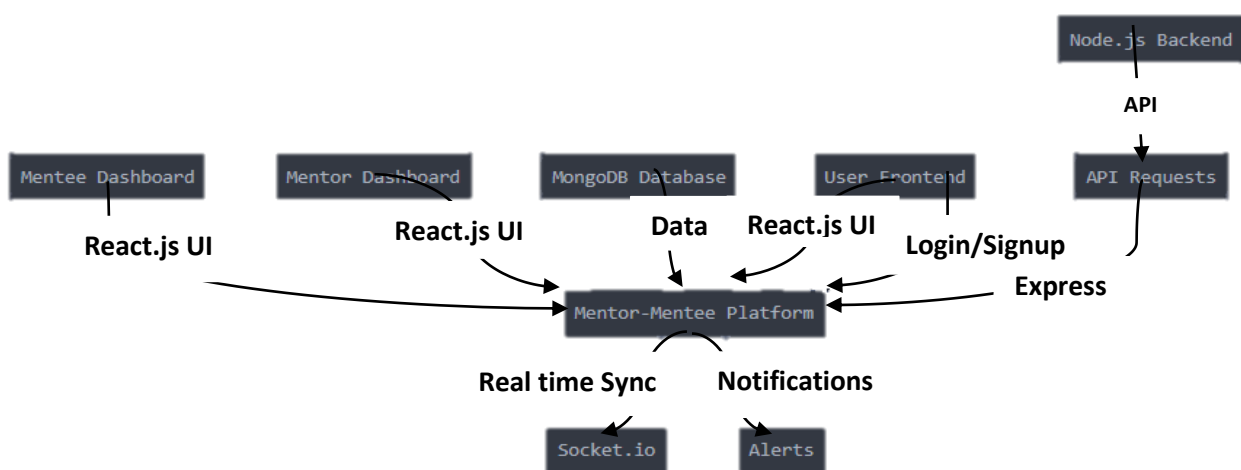 Node.js Backend
API
Mentee Dashboard
Mentor Dashboard
MongoDB Database
User Frontend
API Requests
React.js UI
React.js UI
Data
React.js UI
Login/Signup
Express
Mentor-Mentee Platform
Real time Sync
Notifications
Socket.io
Alerts